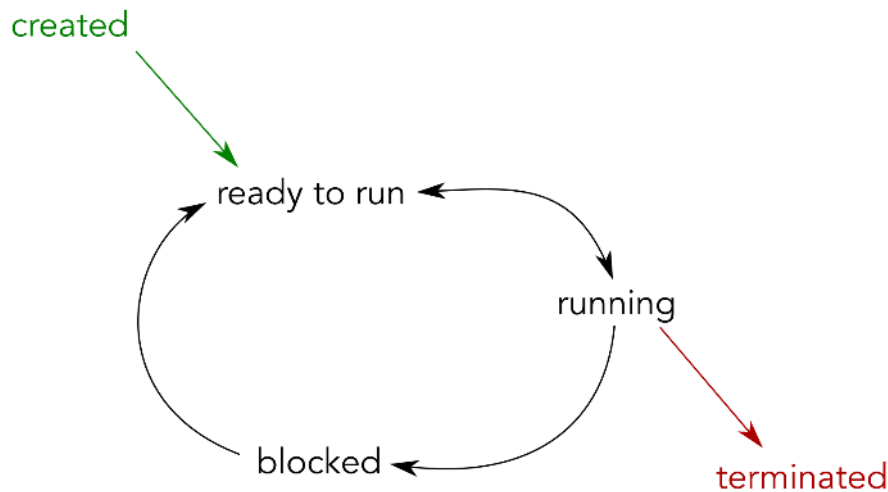 created
ready to run
running
blocked
terminated